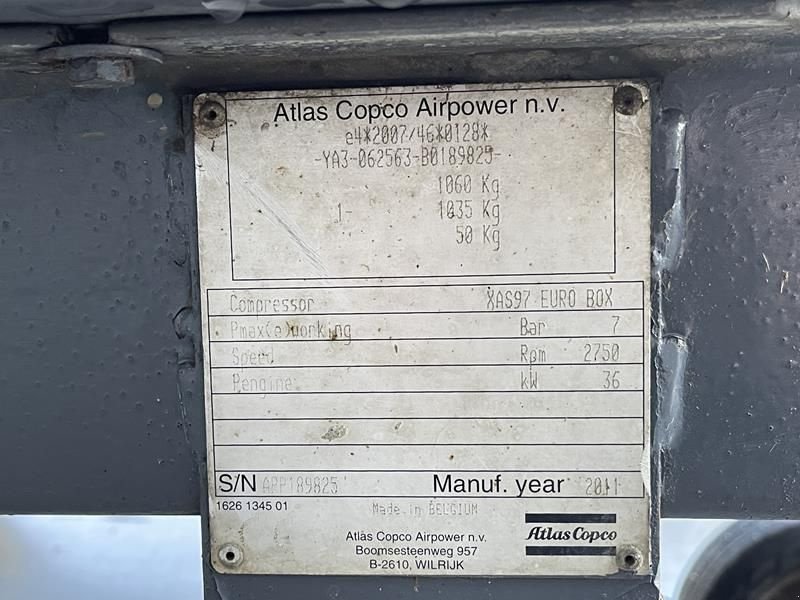 Atlas Copco Airpower n.v.
e4*2007/46*0128*
-YA3-062563-B0189825-
1060 Kg
1- 1035 Kg
50 Kg
Compressor XAS97 EURO BOX
Pmax(e)working Bar 7
Speed Rpm 2750
Pengine kW 36
S/N APP189825 Manuf. year 2011
1626 1345 01
Made in BELGIUM
Atlas Copco Airpower n.v.
Boomsesteenweg 957
B-2610, WILRIJK
Atlas Copco